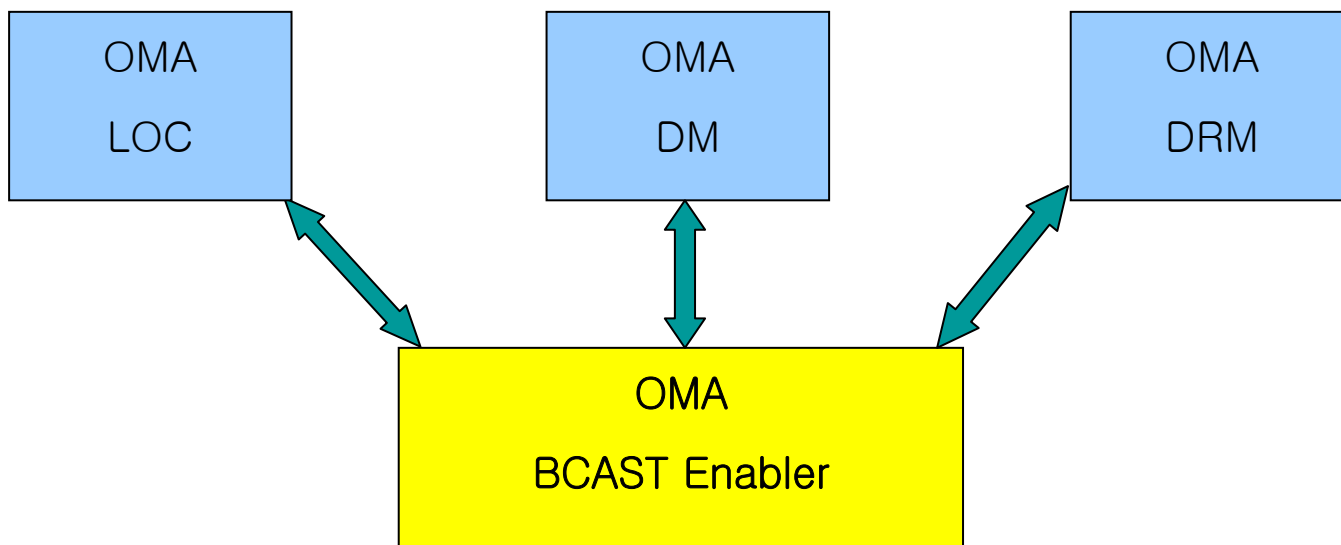 OMA
LOC
OMA
DM
OMA
DRM
OMA
BCAST Enabler